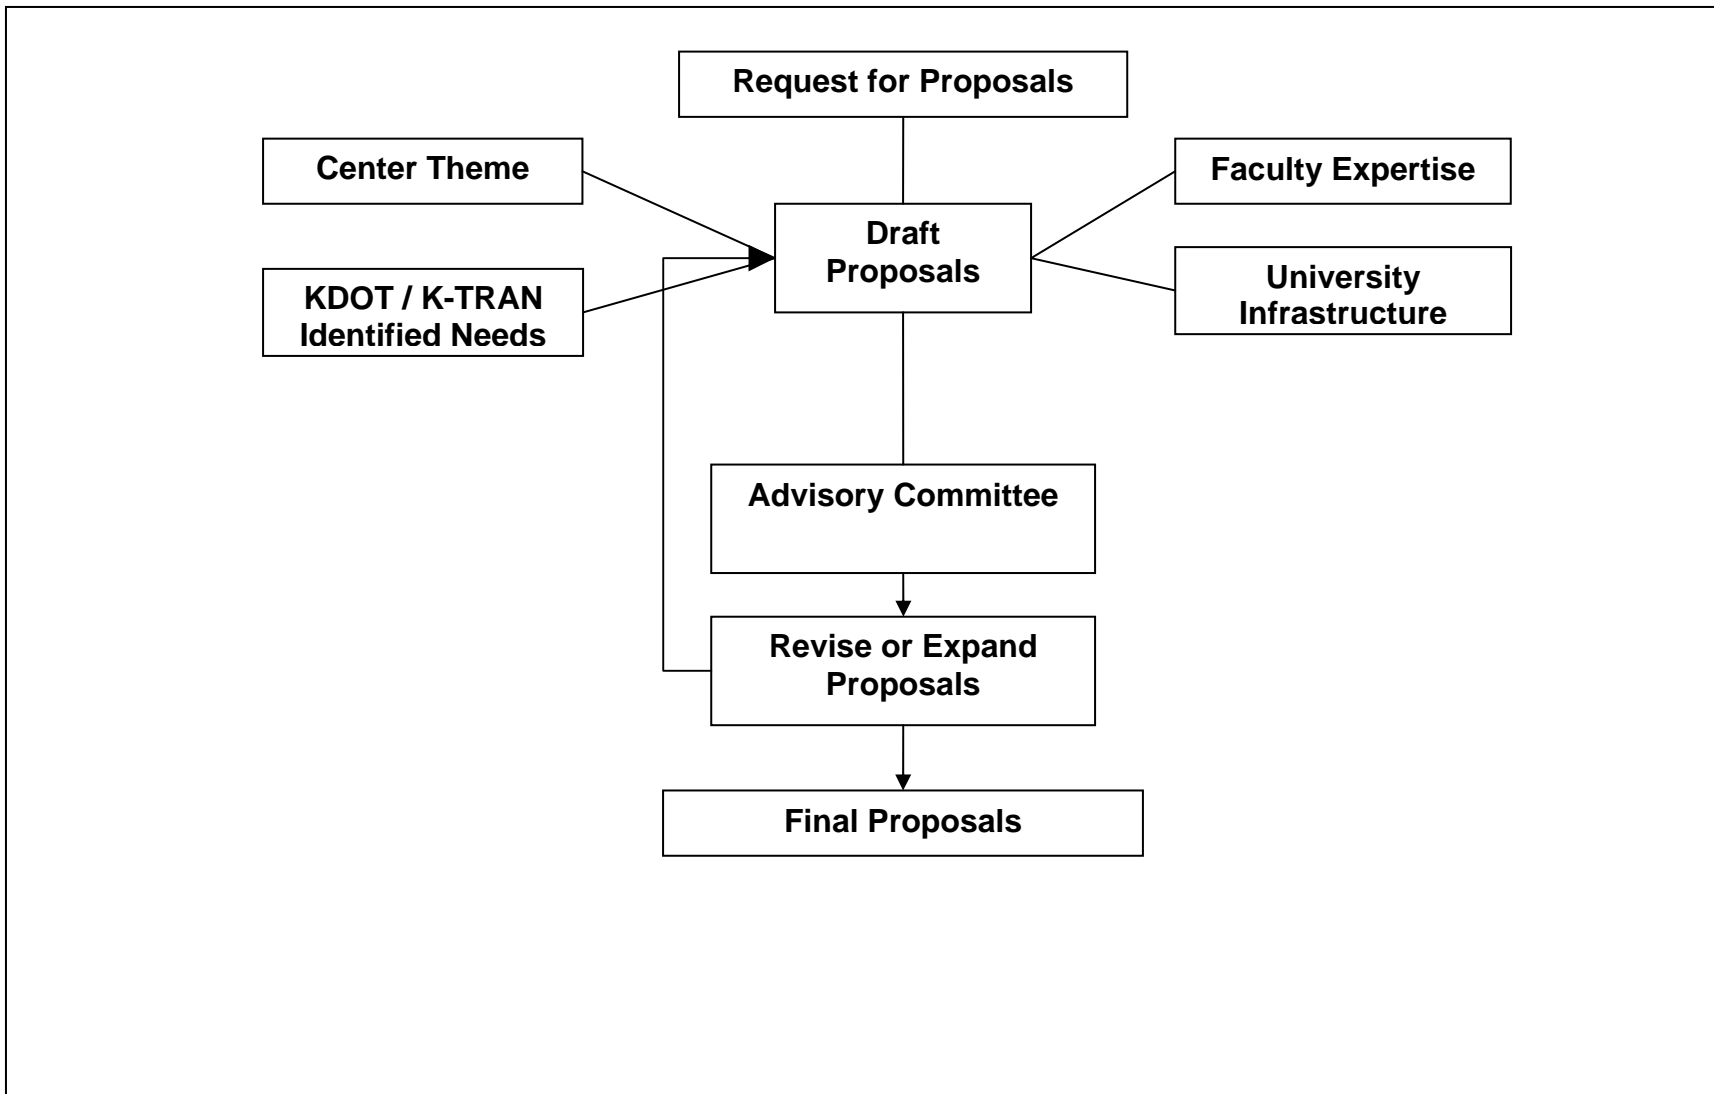 Request for Proposals
Center Theme
Faculty Expertise
Draft
Proposals
KDOT / K-TRAN
Identified Needs
University
Infrastructure
Advisory Committee
Revise or Expand
Proposals
Final Proposals